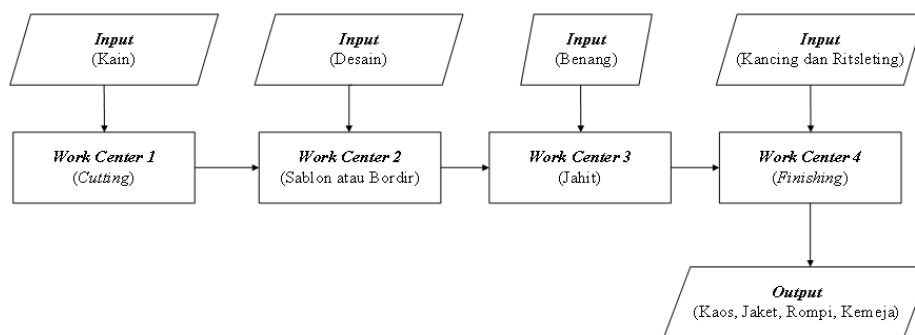 Input
(Kain)
Input
(Desain)
Input
(Benang)
Input
(Kancing dan Ritsleting)
Work Center 1
(Cutting)
Work Center 2
(Sablon atau Bordir)
Work Center 3
(Jahit)
Work Center 4
(Finishing)
Output
(Kaos, Jaket, Rompi, Kemeja)